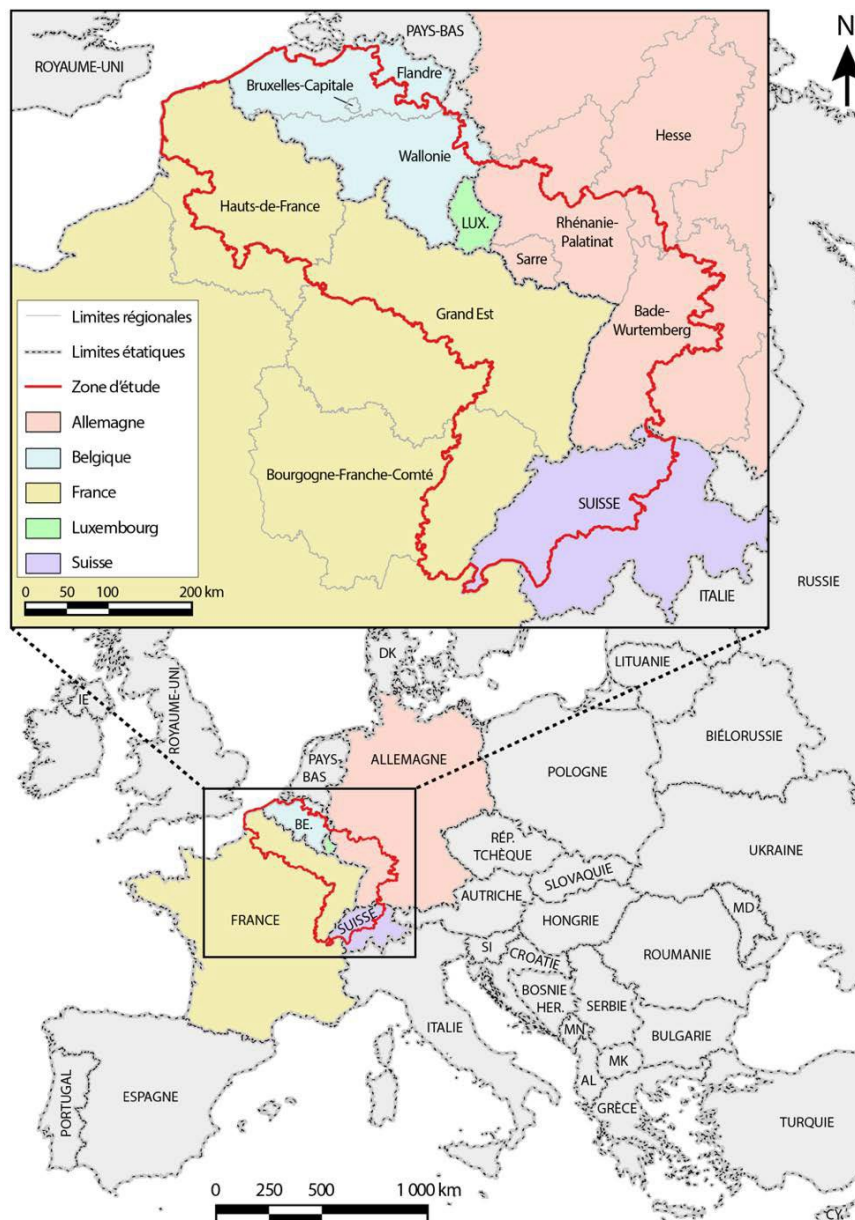 PAYS-BAS
N
ROYAUME-UNI
Flandre
Bruxelles-Capitale
Hesse
Wallonie
Hauts-de-France
LUX.
Rhénanie-
Palatinat
Sarre
Grand Est
Bade-
Wurtemberg
Limites régionales
Limites étatiques
Zone d'étude
Allemagne
Belgique
France
Luxembourg
Suisse
0 50 100 200 km
Bourgogne-Franche-Comté
SUISSE
ITALIE
RUSSIE
DK
LITUANIE
IE
ROYAUME-UNI
BIÉLORUSSIE
PAYS-
BAS
ALLEMAGNE
POLOGNE
BE.
RÉP.
TCHÈQUE
UKRAINE
SLOVAQUIE
AUTRICHE
FRANCE
SUISSE
HONGRIE
MD
SI
CROATIE
ROUMANIE
BOSNIE
HER.
SERBIE
ITALIE
MN
BULGARIE
MK
AL
PORTUGAL
ESPAGNE
GRÈCE
TURQUIE
0 250 500 1 000 km
CY.